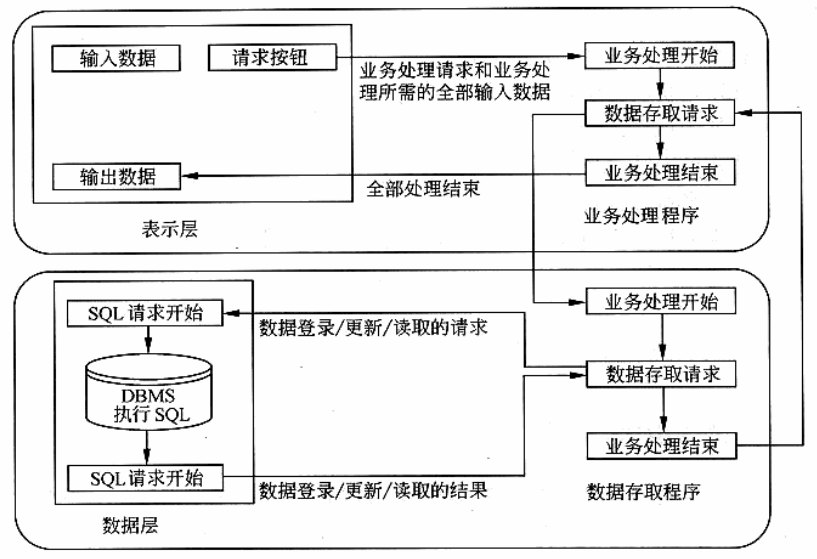 输入数据
请求按钮
业务处理请求和业务处
理所需的全部输入数据
业务处理开始
数据存取请求
输出数据
全部处理结束
业务处理结束
表示层
业务处理程序
SQL 请求开始
数据登录/更新/读取的请求
业务处理开始
DBMS
执行 SQL
数据存取请求
SQL 请求开始
数据登录/更新/读取的结果
业务处理结束
数据层
数据存取程序